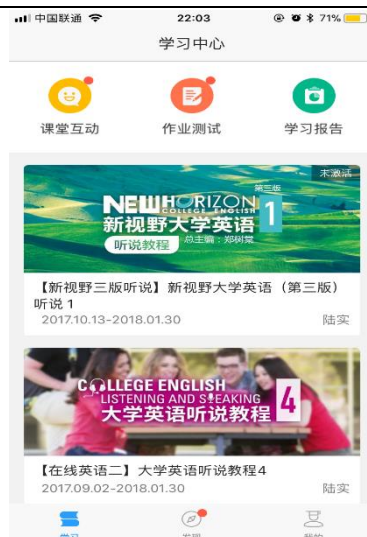 中国联通 22:03 71%
学习中心
课堂互动 作业测试 学习报告
未激活
第三版
NEW HORIZON 1
COLLEGE ENGLISH
新视野大学英语
听说教程 总主编：郑树棠
【新视野三版听说】新视野大学英语（第三版）
听说 1
2017.10.13-2018.01.30 陆实
COLLEGE ENGLISH
LISTENING AND SPEAKING 4
大学英语听说教程
【在线英语二】大学英语听说教程4
2017.09.02-2018.01.30 陆实
学习 发现 我的